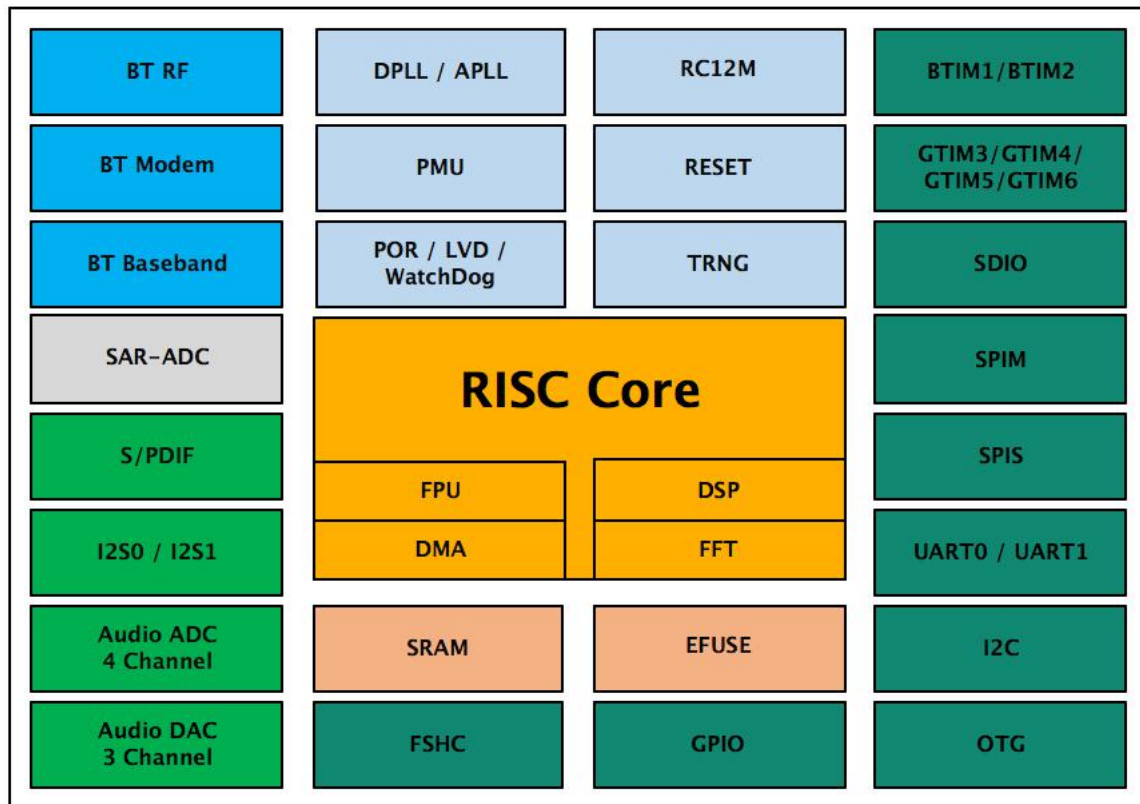 BT RF
DPLL / APLL
RC12M
BTIM1/BTIM2
BT Modem
PMU
RESET
GTIM3/GTIM4/
GTIM5/GTIM6
BT Baseband
POR / LVD /
WatchDog
TRNG
SDIO
SAR-ADC
RISC Core
SPIM
S/PDIF
FPU
DSP
SPIS
I2S0 / I2S1
DMA
FFT
UART0 / UART1
Audio ADC
4 Channel
SRAM
EFUSE
I2C
Audio DAC
3 Channel
FSHC
GPIO
OTG